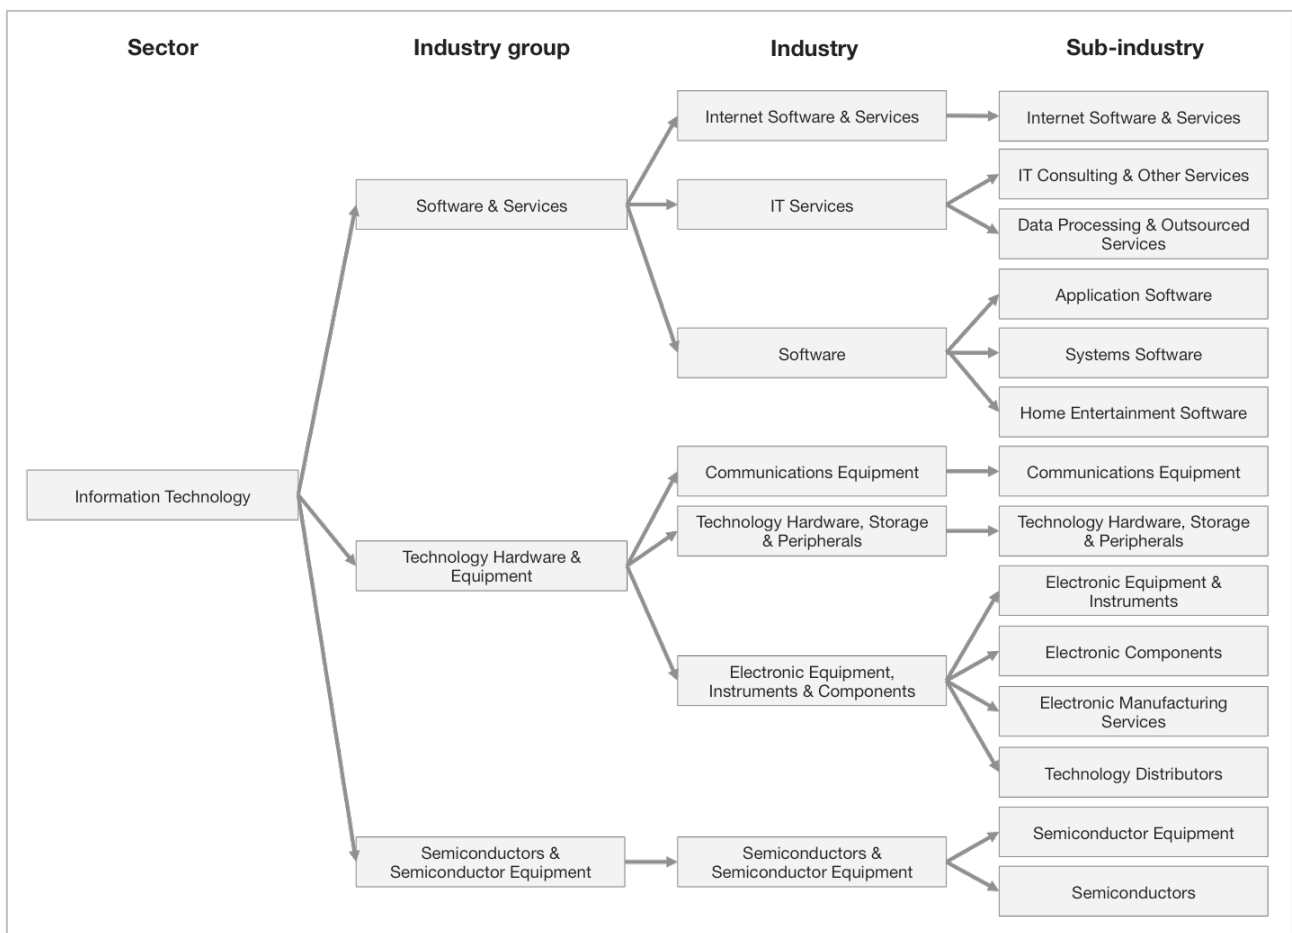 Sector
Industry group
Industry
Sub-industry
Internet Software & Services
Internet Software & Services
IT Consulting & Other Services
Software & Services
IT Services
Data Processing & Outsourced
Services
Application Software
Software
Systems Software
Home Entertainment Software
Communications Equipment
Communications Equipment
Information Technology
Technology Hardware, Storage
& Peripherals
Technology Hardware, Storage
& Peripherals
Technology Hardware &
Equipment
Electronic Equipment &
Instruments
Electronic Components
Electronic Equipment,
Instruments & Components
Electronic Manufacturing
Services
Technology Distributors
Semiconductor Equipment
Semiconductors &
Semiconductor Equipment
Semiconductors &
Semiconductor Equipment
Semiconductors